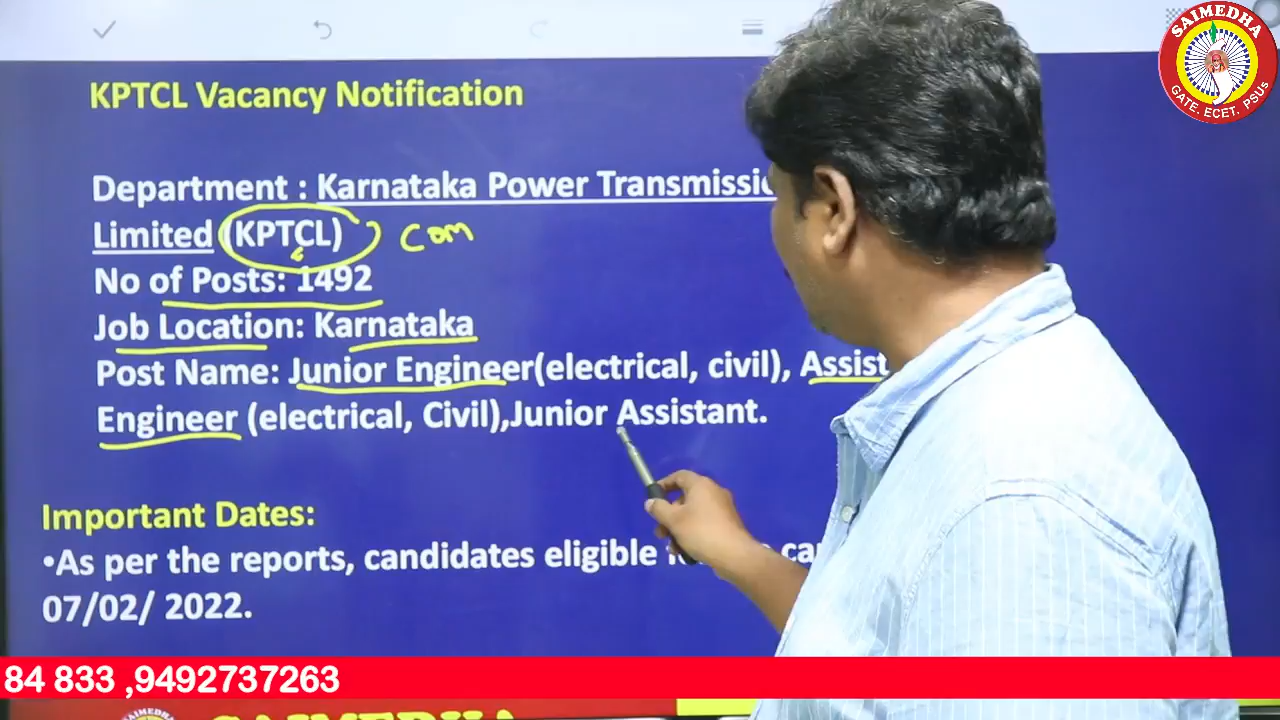 SAIMEDHA
GATE. ECET. PSUs
KPTCL Vacancy Notification
Department : Karnataka Power
Limited (KPTCL) com
No of Posts: 1492
Job Location: Karnataka
Post Name: Junior Engineer(electrical, civil),
Engineer (electrical, Civil),Junior Assistant.
Important Dates:
•As per the reports, candidates eligible
07/02/ 2022.
84 833 ,9492737263